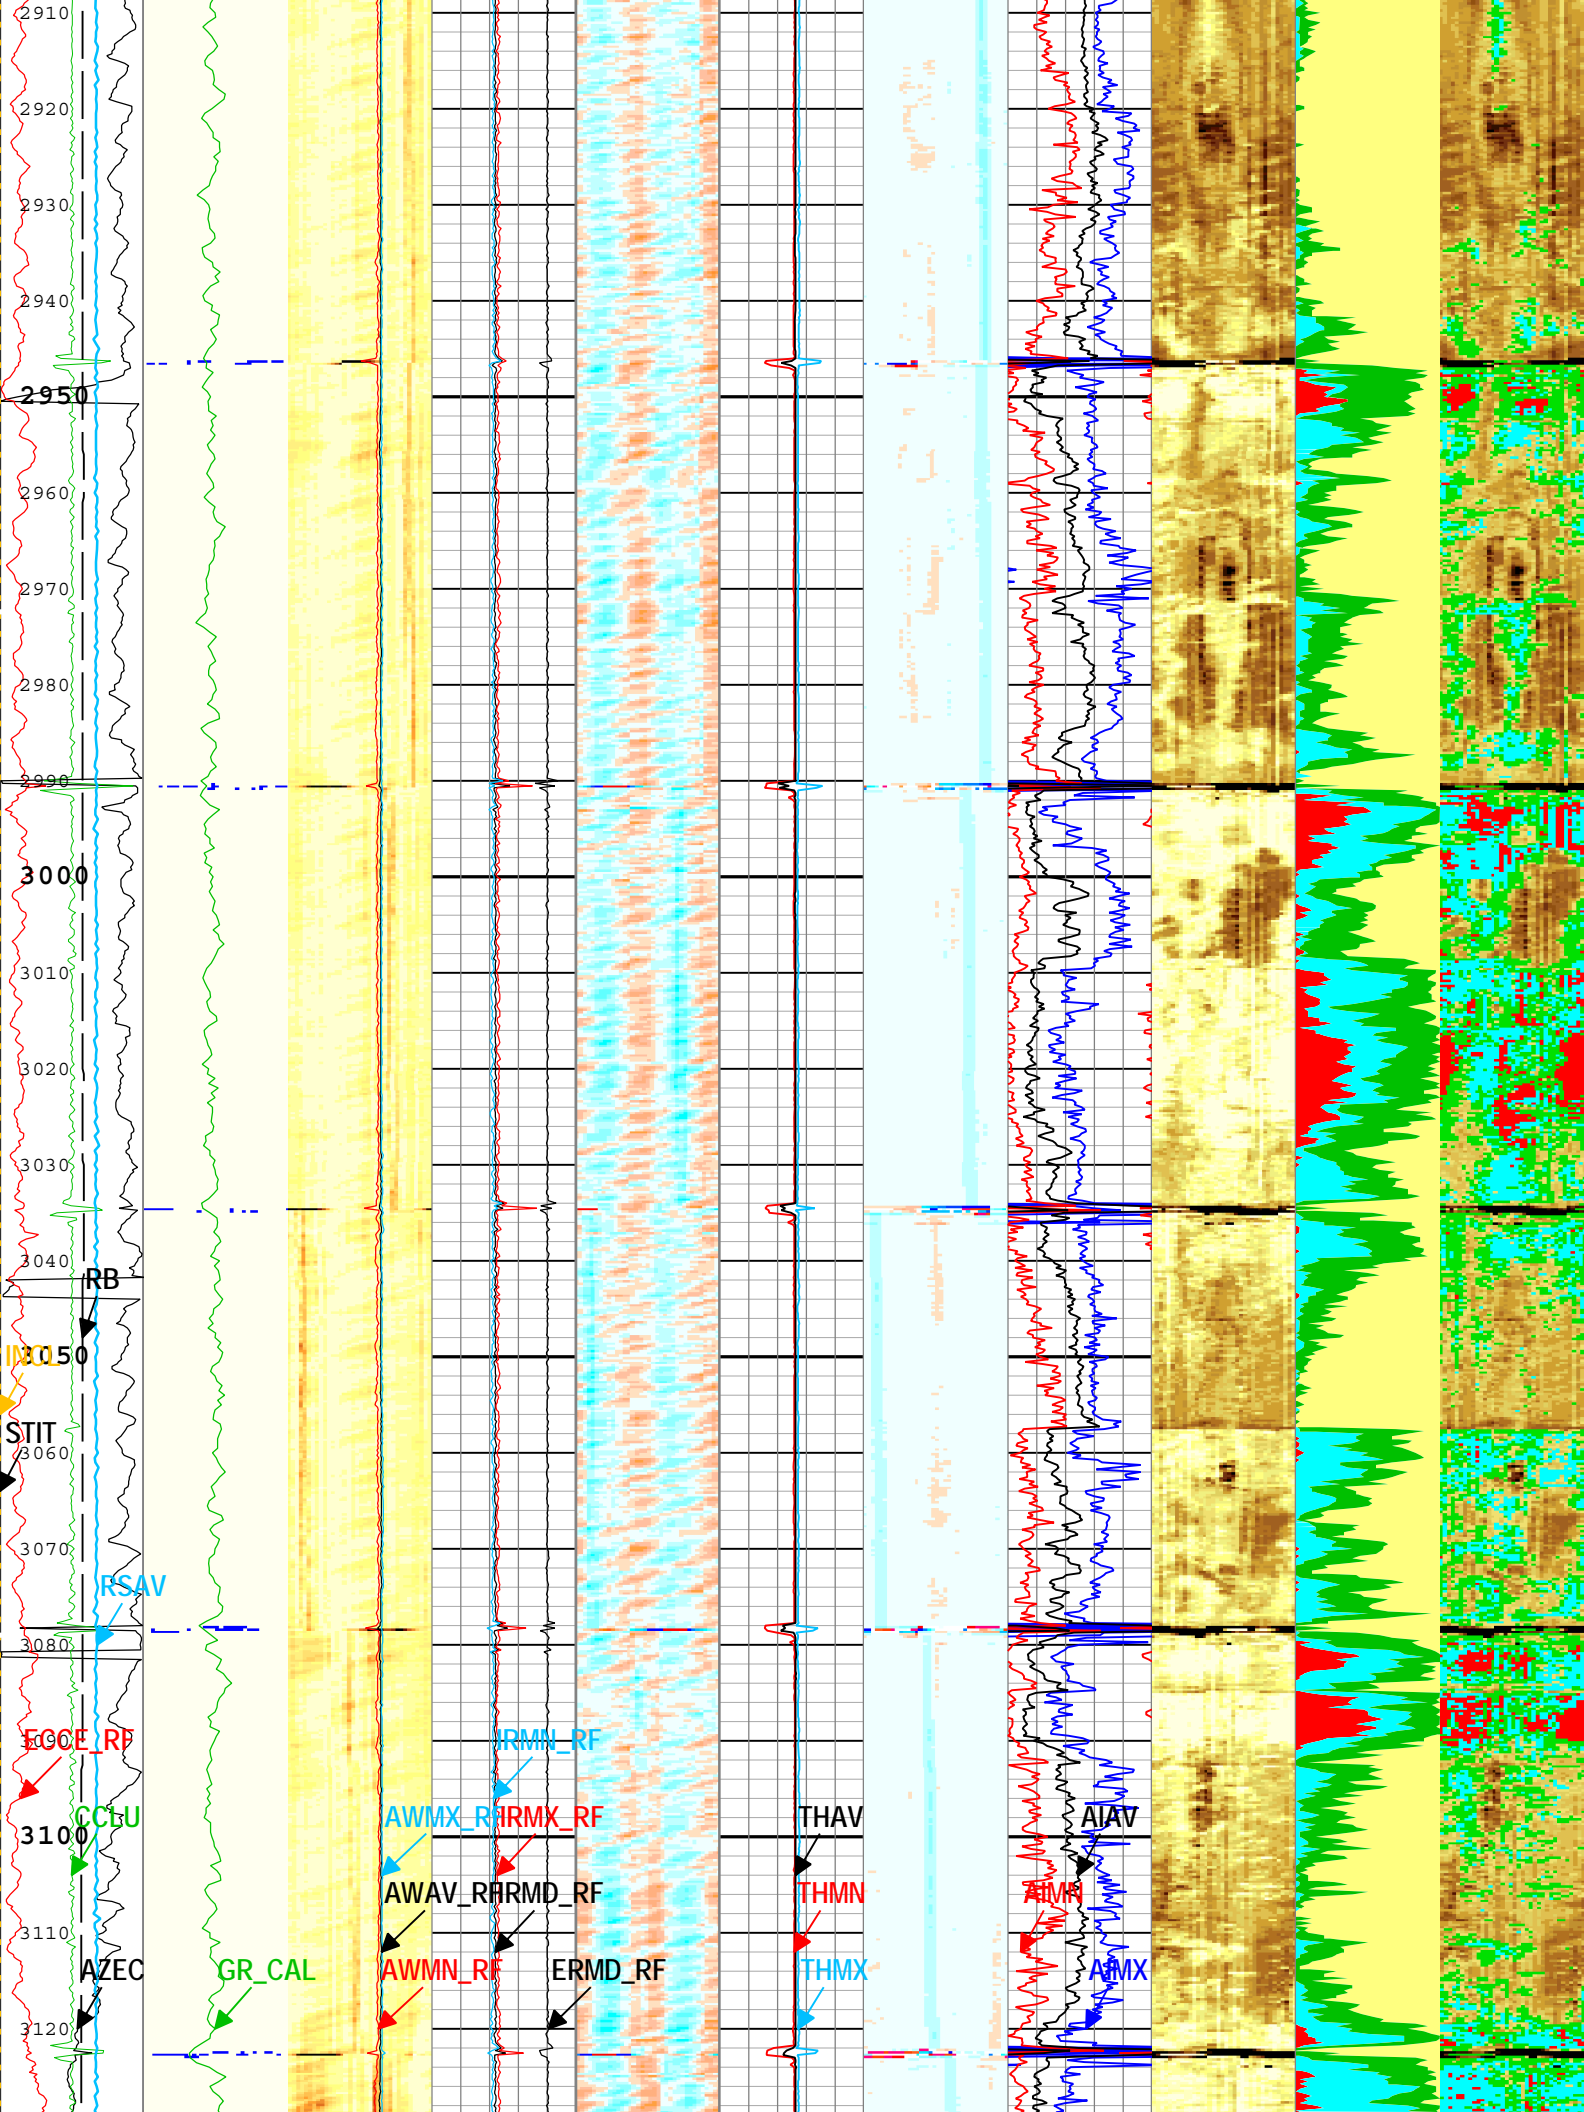 2910
2920
2930
2940
2950
2960
2970
2980
2990
3000
3010
3020
3030
3040
RB
INCL
3050
STIT
3060
3070
RSAV
3080
ECCE_RF
3090
IRMN_RF
CCLU
3100
AWMX_RF
IRMX_RF
THAV
AIAV
AWAV_RF
IRMD_RF
THMN
AIMN
3110
AZEC
GR_CAL
AWMN_RF
ERMD_RF
THMX
AIMX
3120